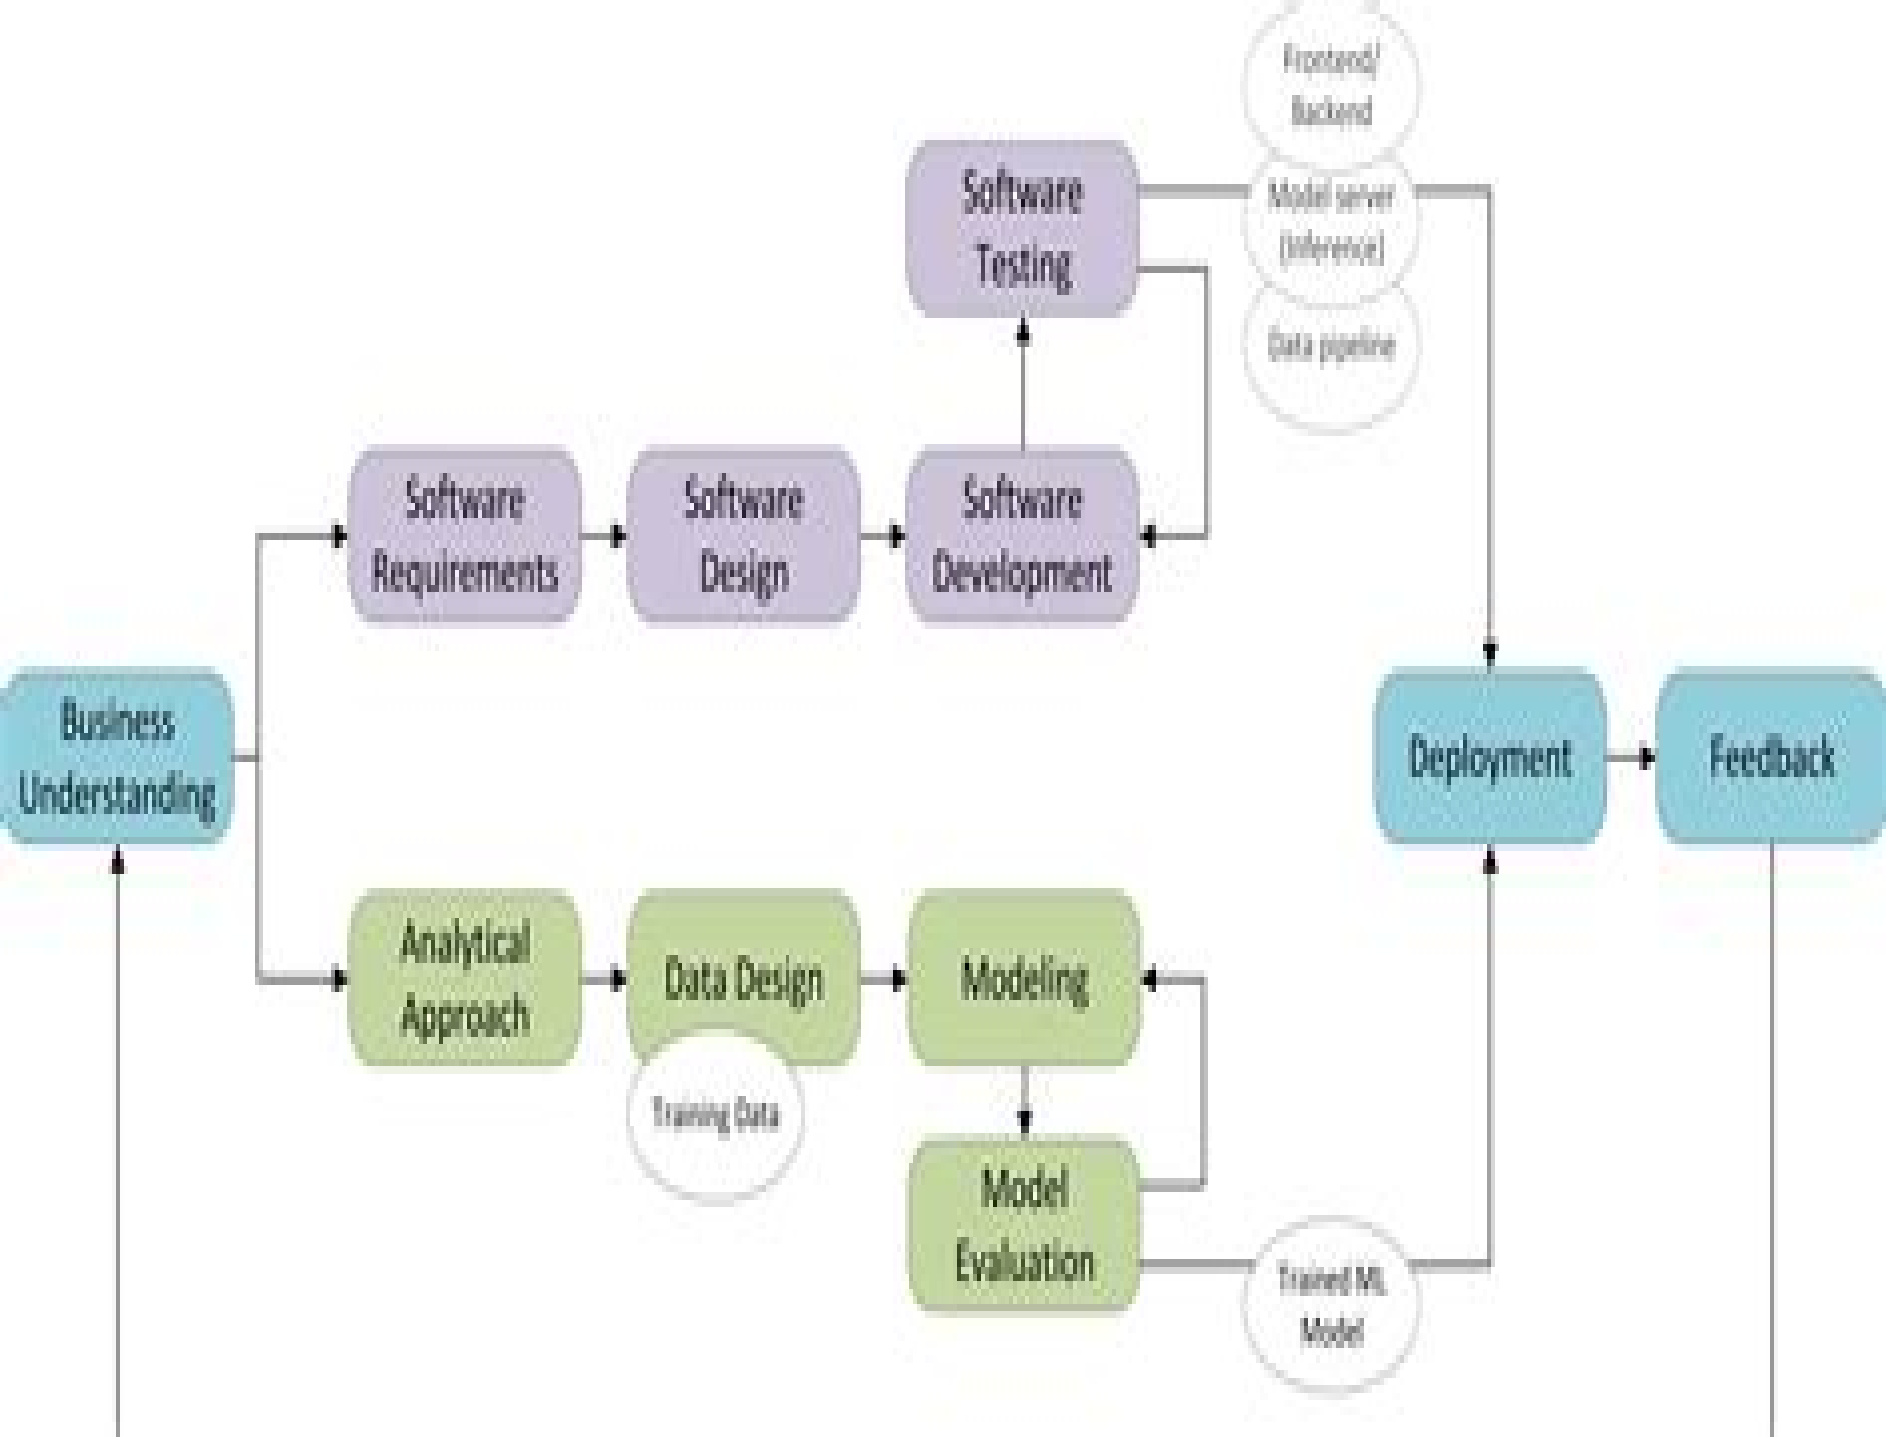 Frontend/
Backend
Software
Testing
Model server
(Inference)
Data pipeline
Software
Requirements
Software
Design
Software
Development
Business
Understanding
Deployment
Feedback
Analytical
Approach
Data Design
Modeling
Training Data
Model
Evaluation
Trained ML
Model